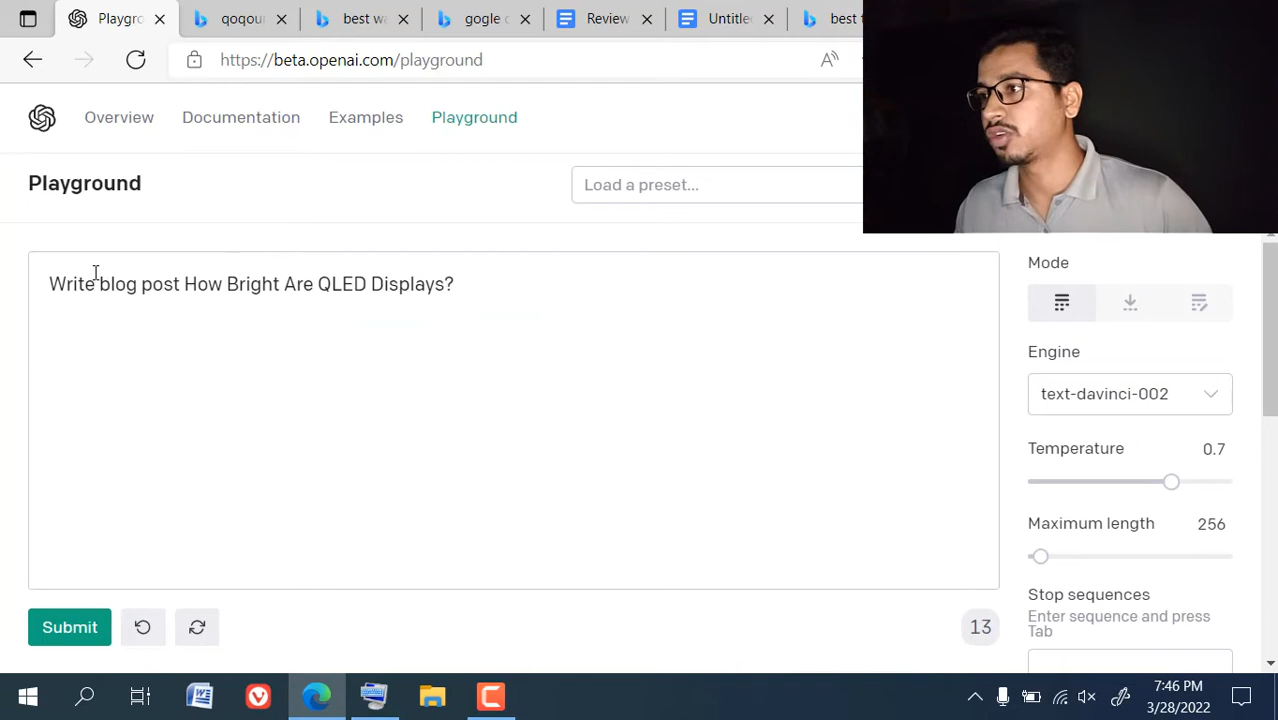 Playgro
qoqour
best wa
gogle c
Review
Untitle
best t
https://beta.openai.com/playground
Overview
Documentation
Examples
Playground
Playground
Load a preset...
Write blog post How Bright Are QLED Displays?
Mode
Engine
text-davinci-002
Temperature
0.7
Maximum length
256
Stop sequences
Enter sequence and press
Tab
Submit
13
7:46 PM
3/28/2022